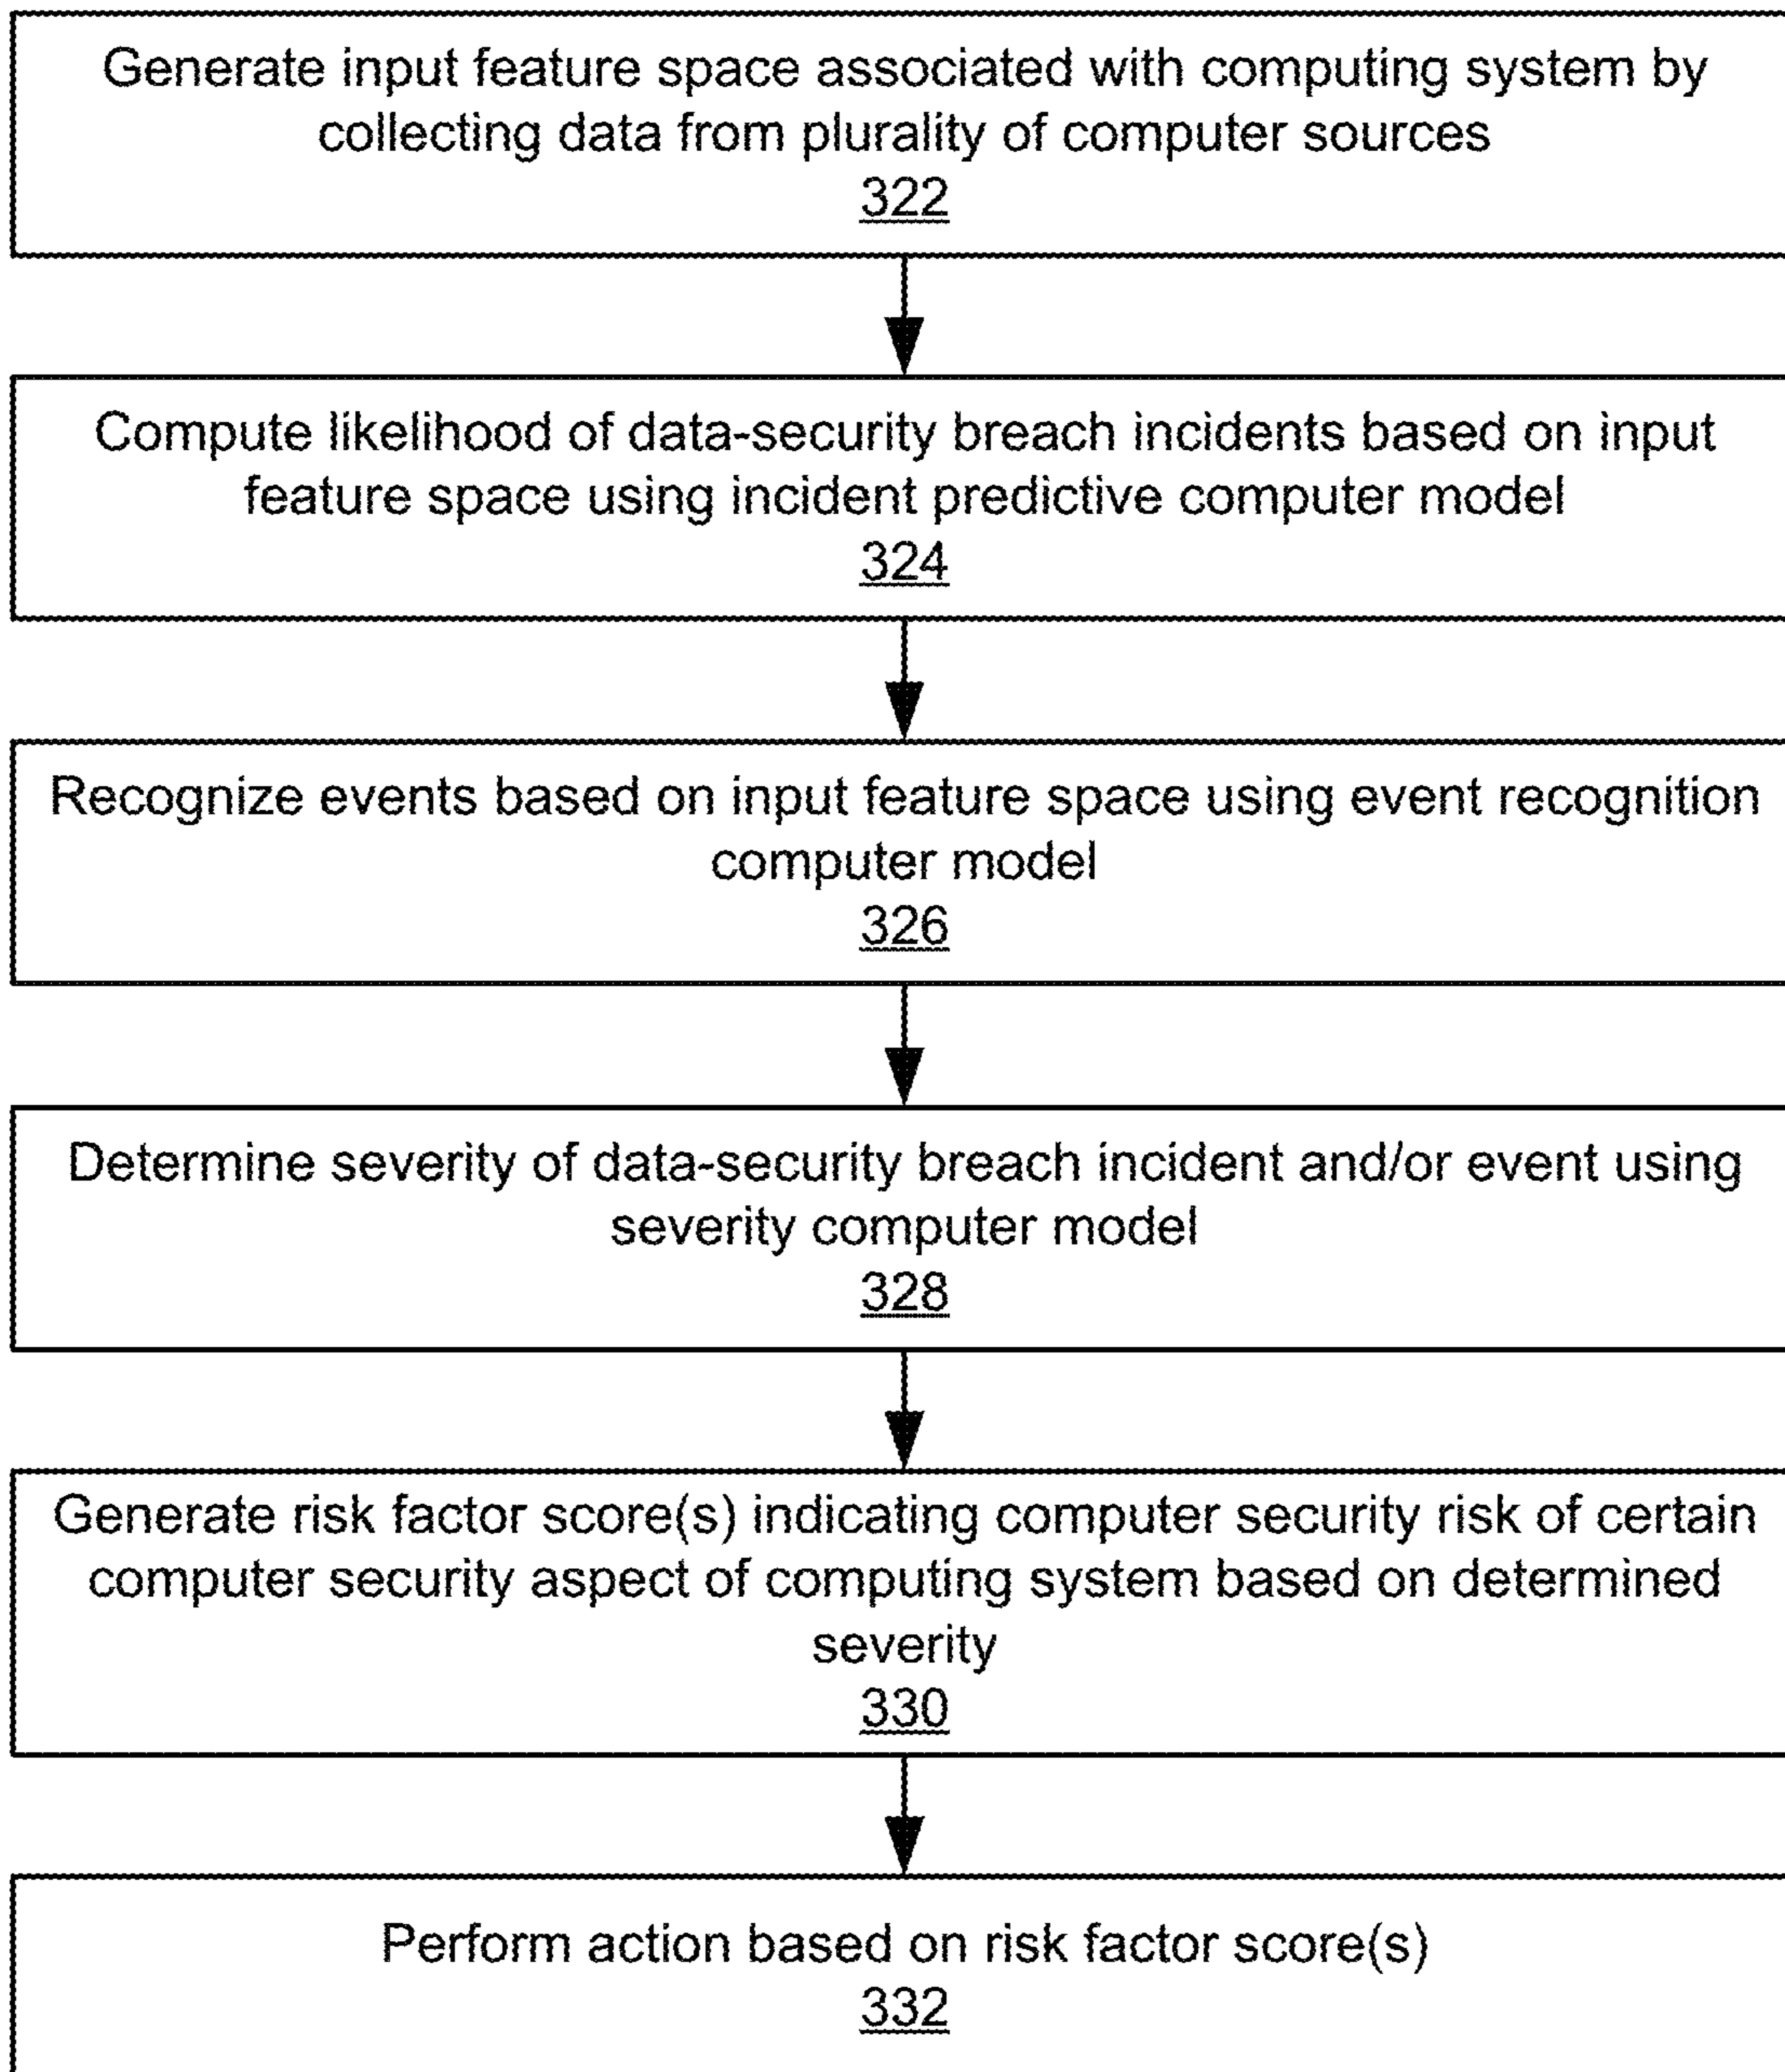 Generate input feature space associated with computing system by
collecting data from plurality of computer sources
322
Compute likelihood of data-security breach incidents based on input
feature space using incident predictive computer model
324
Recognize events based on input feature space using event recognition
computer model
326
Determine severity of data-security breach incident and/or event using
severity computer model
328
Generate risk factor score(s) indicating computer security risk of certain
computer security aspect of computing system based on determined
severity
330
Perform action based on risk factor score(s)
332